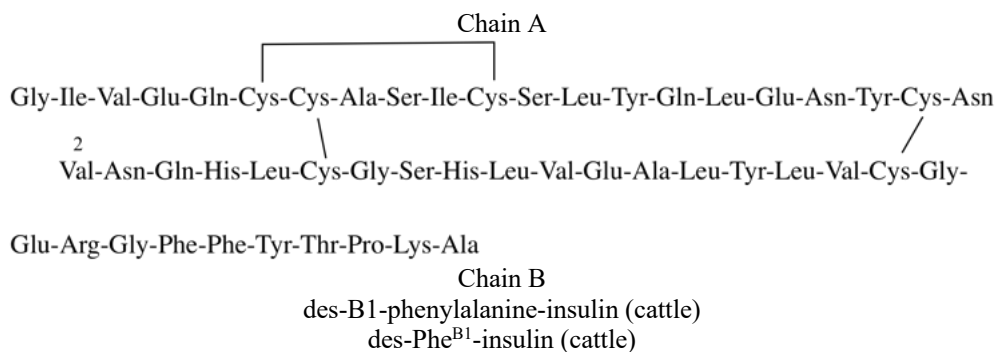 Chain A
Gly-Ile-Val-Glu-Gln-Cys-Cys-Ala-Ser-Ile-Cys-Ser-Leu-Tyr-Gln-Leu-Glu-Asn-Tyr-Cys-Asn
2
Val-Asn-Gln-His-Leu-Cys-Gly-Ser-His-Leu-Val-Glu-Ala-Leu-Tyr-Leu-Val-Cys-Gly-
Glu-Arg-Gly-Phe-Phe-Tyr-Thr-Pro-Lys-Ala
Chain B
des-B1-phenylalanine-insulin (cattle)
des-Phe^B1-insulin (cattle)